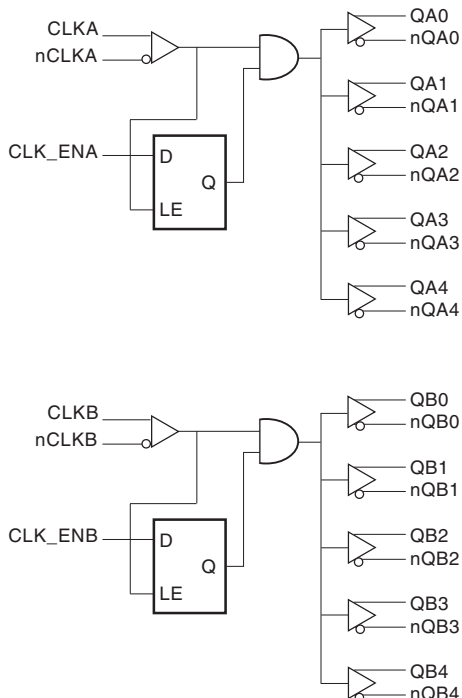 CLKA
nCLKA
CLK_ENA
D
Q
LE
QA0
nQA0
QA1
nQA1
QA2
nQA2
QA3
nQA3
QA4
nQA4
CLKB
nCLKB
CLK_ENB
D
Q
LE
QB0
nQB0
QB1
nQB1
QB2
nQB2
QB3
nQB3
QB4
nQB4